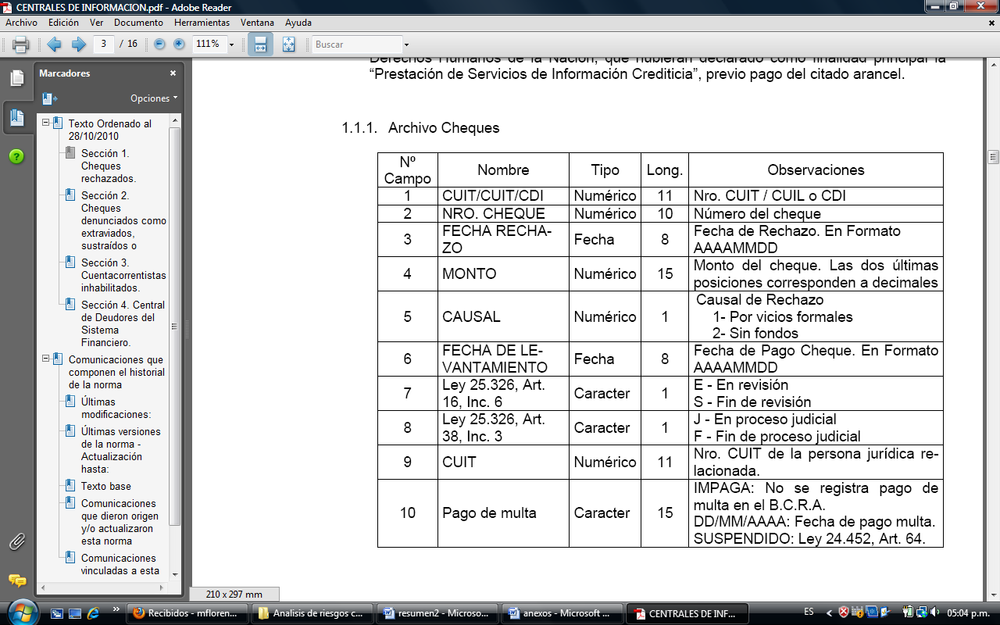 CENTRALES DE INFORMACION.pdf - Adobe Reader
Archivo Edición Ver Documento Herramientas Ventana Ayuda
3 / 16 111% Buscar
Marcadores
Opciones
Texto Ordenado al
28/10/2010
Sección 1.
Cheques
rechazados.
Sección 2.
Cheques
denunciados como
extraviados,
sustraídos o
Sección 3.
Cuentacorrentistas
inhabilitados.
Sección 4. Central
de Deudores del
Sistema
Financiero.
Comunicaciones que
componen el historial
de la norma
Últimas
modificaciones:
Últimas versiones
de la norma -
Actualización
hasta:
Texto base
Comunicaciones
que dieron origen
y/o actualizaron
esta norma
Comunicaciones
vinculadas a esta
Derechos Humanos de la Nación, que hubieran declarado como finalidad principal la
“Prestación de Servicios de Información Crediticia”, previo pago del citado arancel.
1.1.1. Archivo Cheques
Nº
Campo Nombre Tipo Long. Observaciones
1 CUIT/CUIT/CDI Numérico 11 Nro. CUIT / CUIL o CDI
2 NRO. CHEQUE Numérico 10 Número del cheque
3 FECHA RECHA-
ZO Fecha 8 Fecha de Rechazo. En Formato
AAAAMMDD
4 MONTO Numérico 15 Monto del cheque. Las dos últimas
posiciones corresponden a decimales
5 CAUSAL Numérico 1 Causal de Rechazo
1- Por vicios formales
2- Sin fondos
6 FECHA DE LE-
VANTAMIENTO Fecha 8 Fecha de Pago Cheque. En Formato
AAAAMMDD
7 Ley 25.326, Art.
16, Inc. 6 Caracter 1 E - En revisión
S - Fin de revisión
8 Ley 25.326, Art.
38, Inc. 3 Caracter 1 J - En proceso judicial
F - Fin de proceso judicial
9 CUIT Numérico 11 Nro. CUIT de la persona jurídica re-
lacionada.
10 Pago de multa Caracter 15 IMPAGA: No se registra pago de
multa en el B.C.R.A.
DD/MM/AAAA: Fecha de pago multa.
SUSPENDIDO: Ley 24.452, Art. 64.
210 x 297 mm
Recibidos - mfloren... Analisis de riesgos c... resumen2 - Microso... anexos - Microsoft ... CENTRALES DE INF... ES 05:04 p.m.